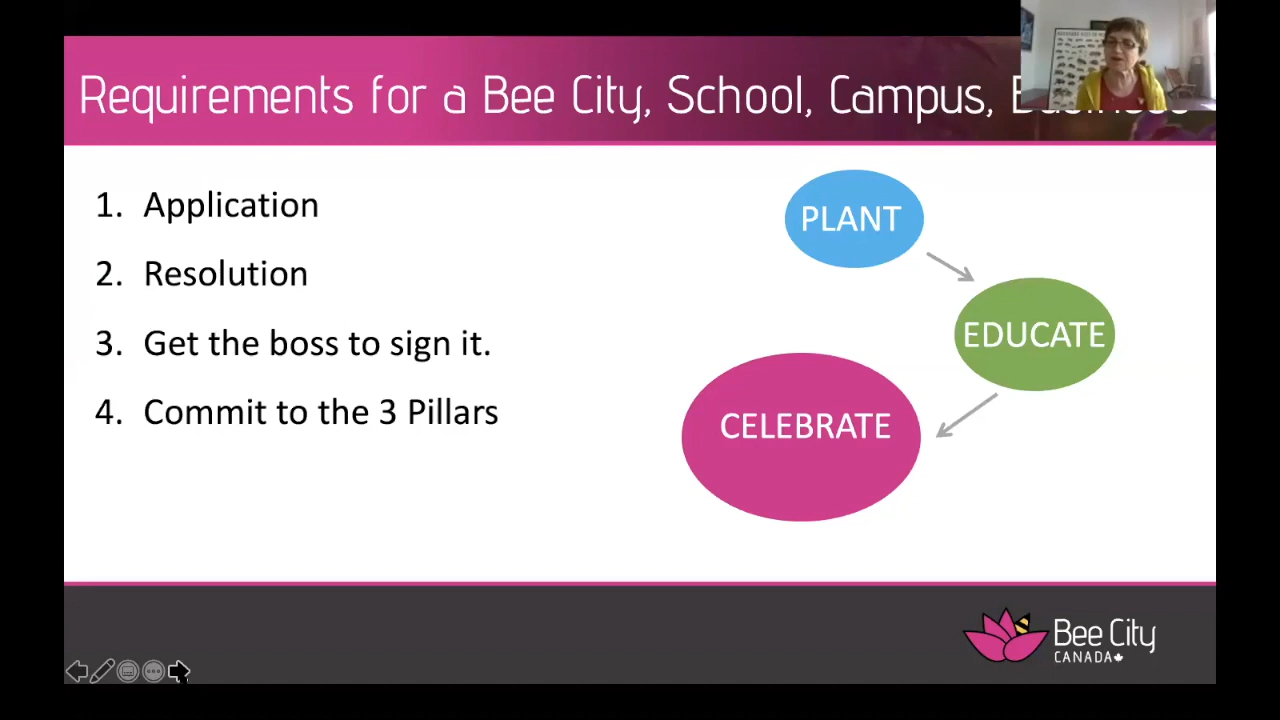 Requirements for a Bee City, School, Campus,
1. Application
2. Resolution
3. Get the boss to sign it.
4. Commit to the 3 Pillars
PLANT
EDUCATE
CELEBRATE
Bee City
CANADA